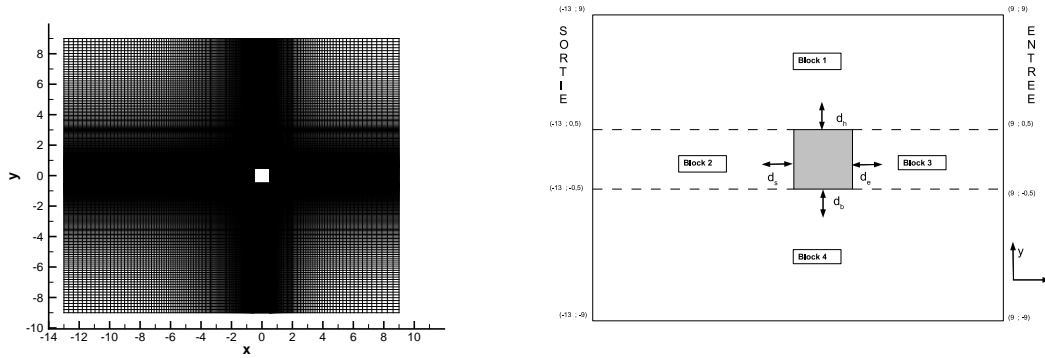 8
6
4
2
0
-2
-4
-6
-8
-10
y
-14 -12 -10 -8 -6 -4 -2 0 2 4 6 8 10
x
(-13 ; 9)
(9 ; 9)
SORTIE
ENTREE
Block 1
(-13 ; 0,5)
(9 ; 0,5)
d_h
Block 2
Block 3
d_s
d_e
(-13 ; -0,5)
(9 ; -0,5)
d_b
Block 4
y
(-13 ; -9)
(9 ; -9)